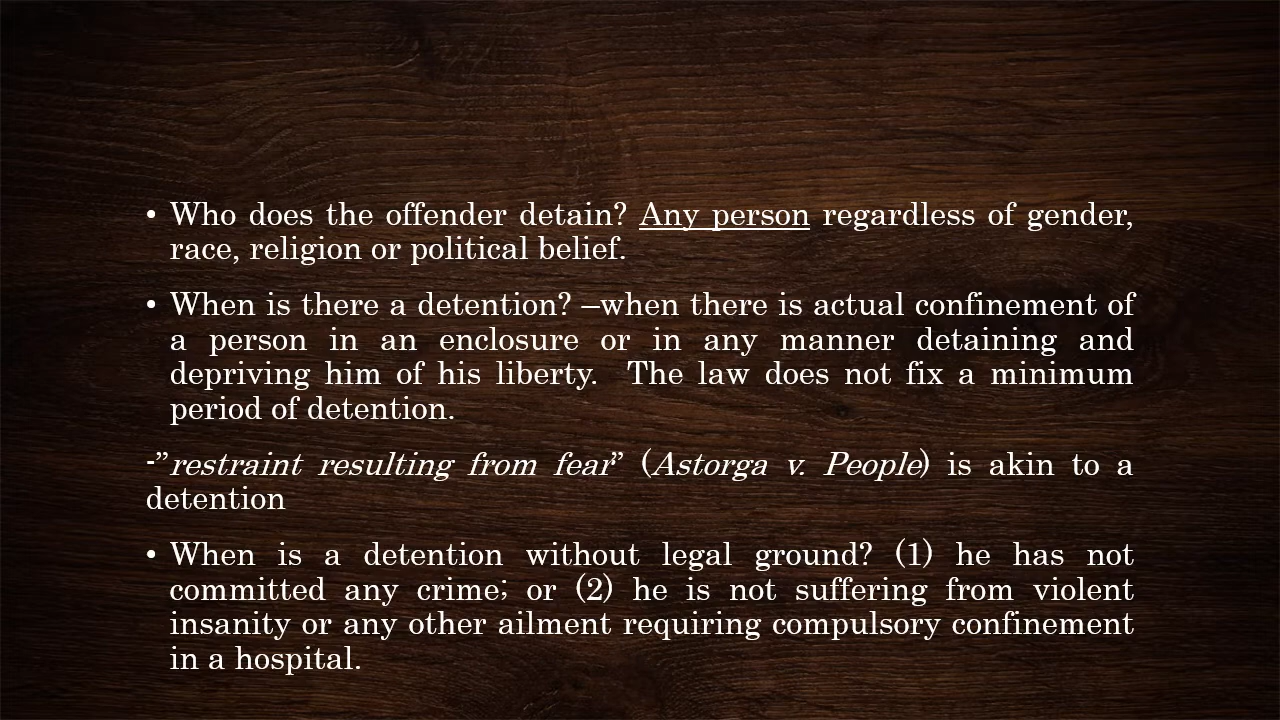 • Who does the offender detain? Any person regardless of gender,
race, religion or political belief.
• When is there a detention? –when there is actual confinement of
a person in an enclosure or in any manner detaining and
depriving him of his liberty.  The law does not fix a minimum
period of detention.
-”restraint resulting from fear” (Astorga v. People) is akin to a
detention
• When is a detention without legal ground? (1) he has not
committed any crime; or (2) he is not suffering from violent
insanity or any other ailment requiring compulsory confinement
in a hospital.